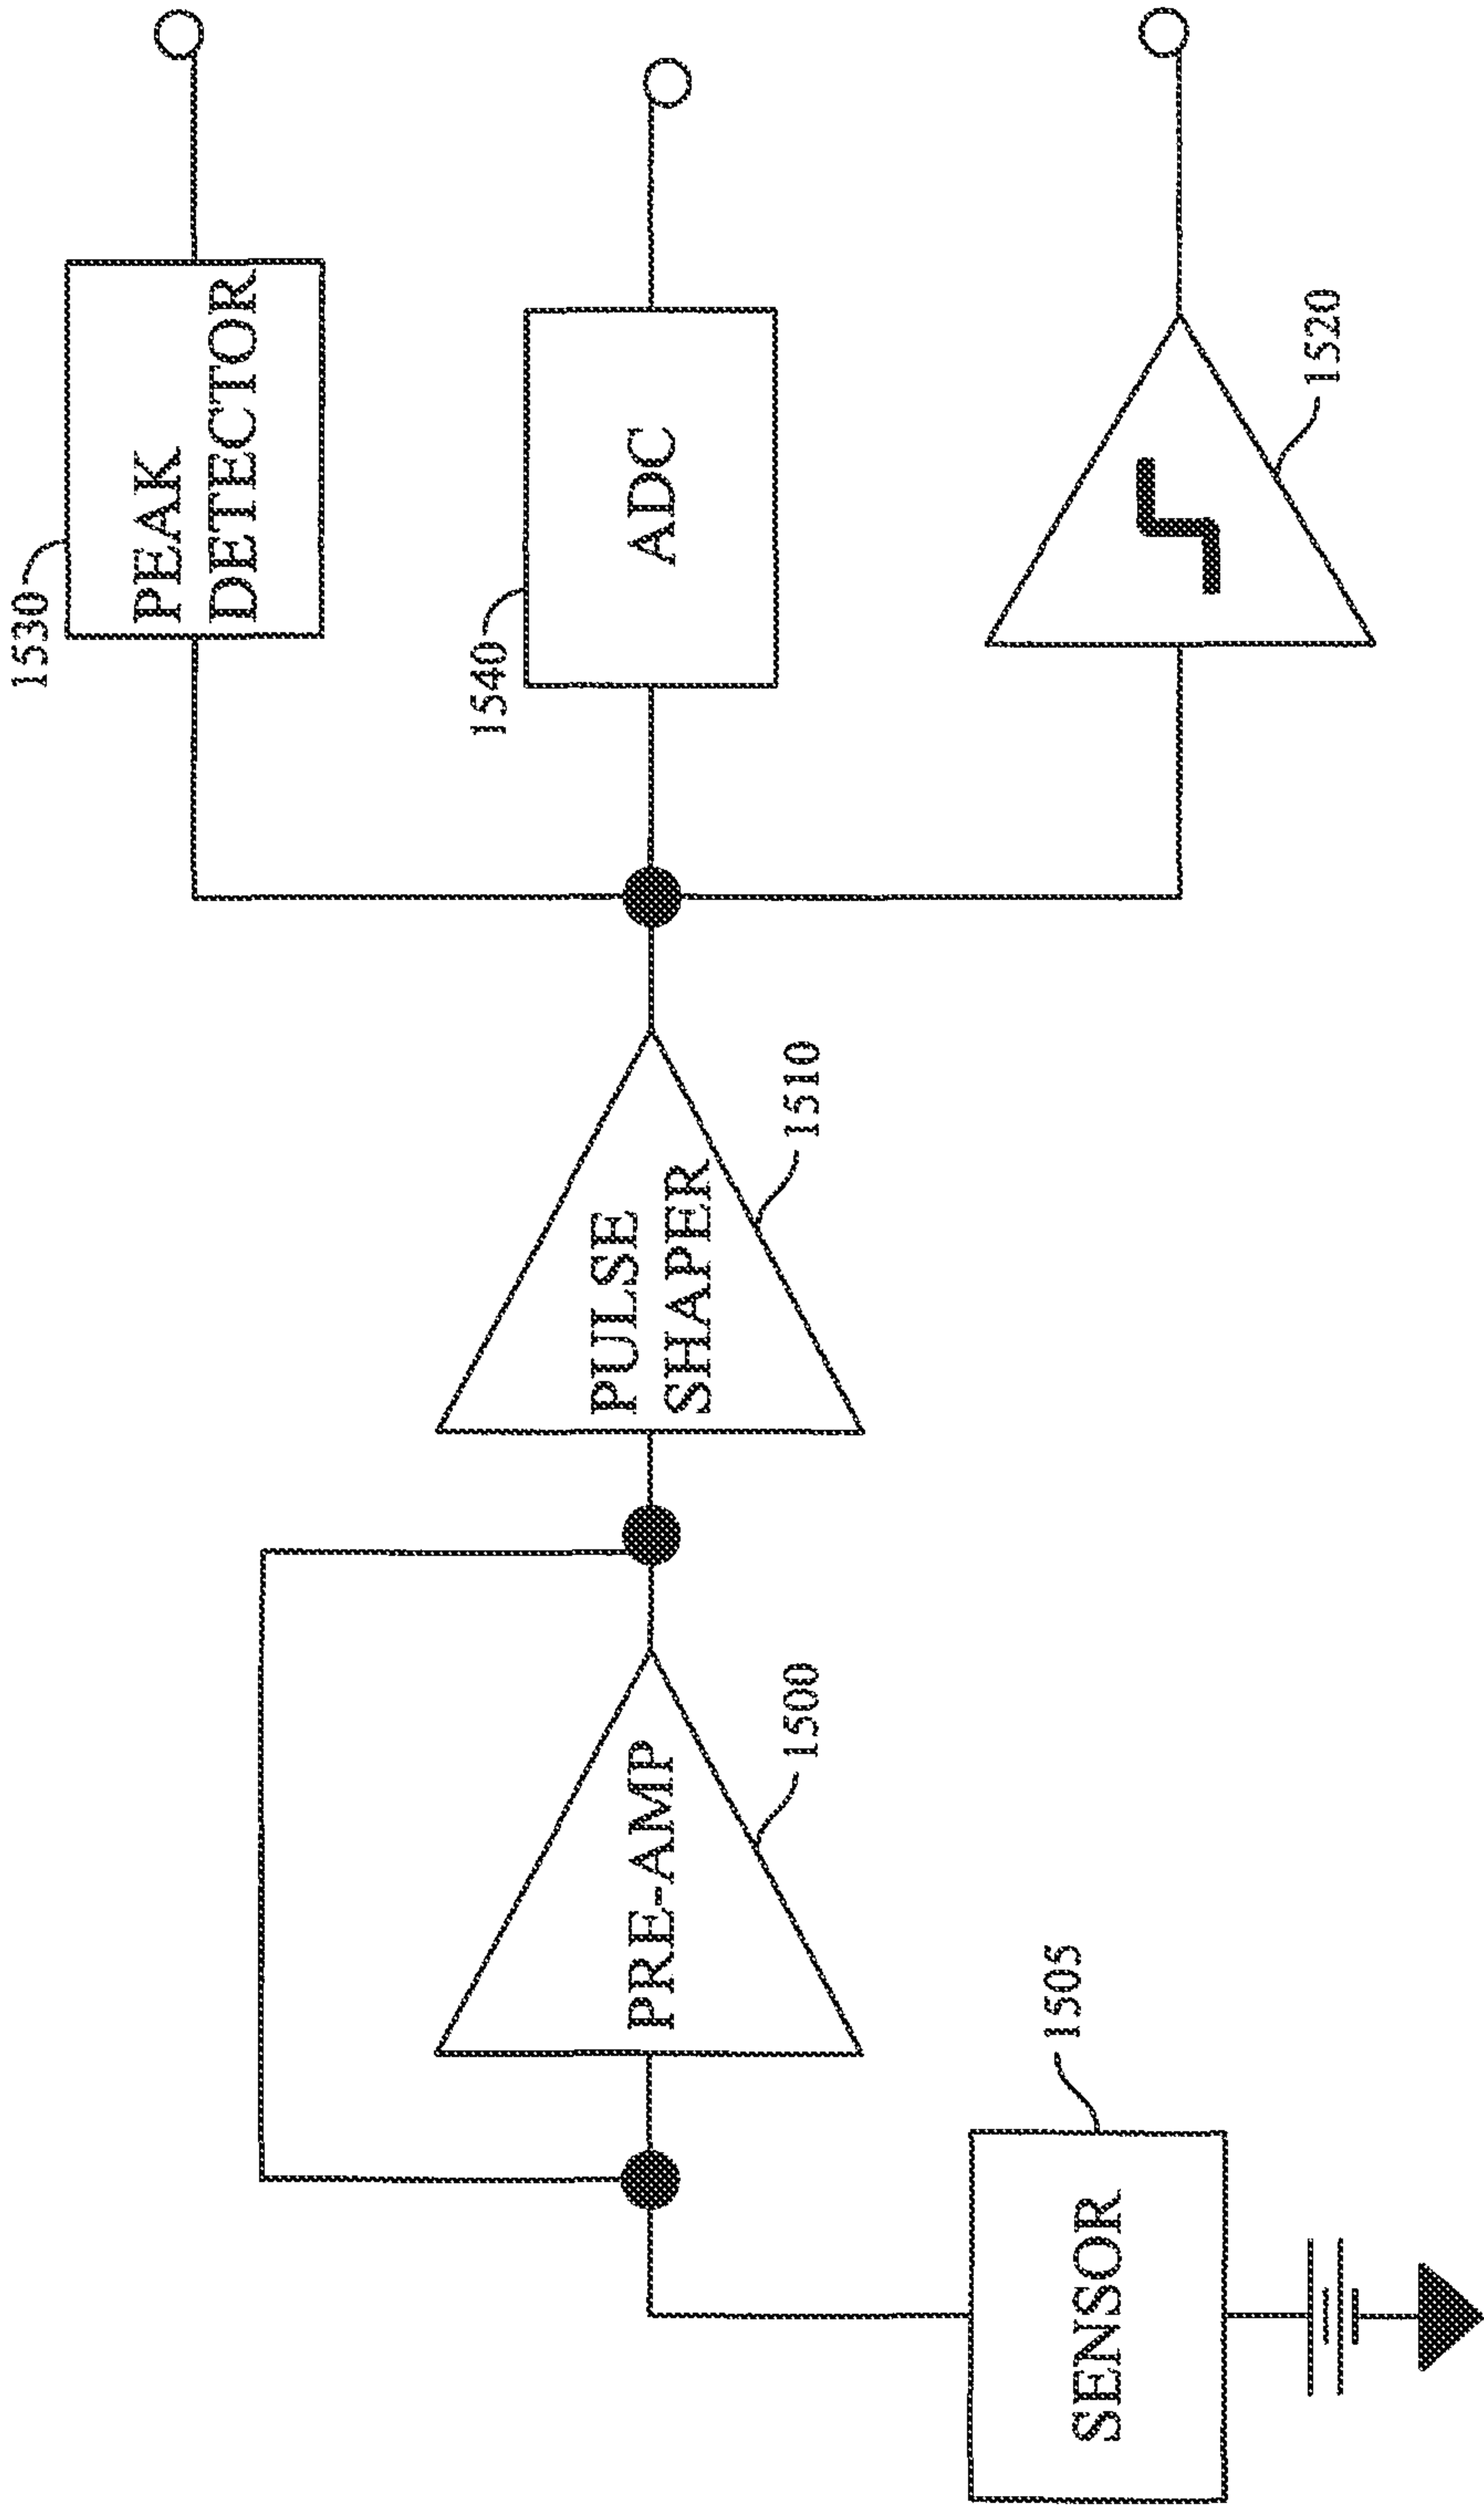 SENSOR
1505
PRE-AMP
1500
PULSE
SHAPER
1510
1530
PEAK
DETECTOR
1540
ADC
1520